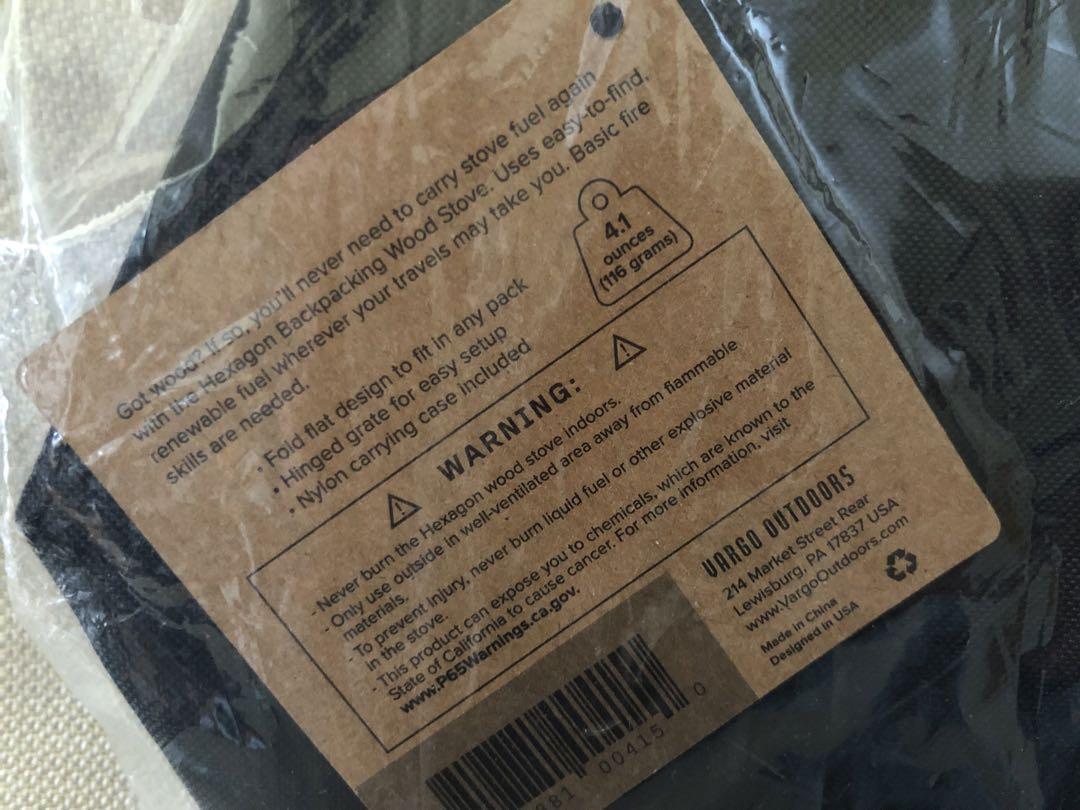 Got wood? If so, you'll never need to carry stove fuel again
with the Hexagon Backpacking Wood Stove. Uses easy-to-find,
renewable fuel wherever your travels may take you. Basic fire
skills are needed.
• Fold flat design to fit in any pack
• Hinged grate for easy setup
• Nylon carrying case included
4.1
ounces
(116 grams)
WARNING:
- Never burn the Hexagon wood stove indoors.
- Only use outside in well-ventilated area away from flammable
materials.
- To prevent injury, never burn liquid fuel or other explosive material
in the stove.
- This product can expose you to chemicals, which are known to the
State of California to cause cancer. For more information, visit
www.P65Warnings.ca.gov.
VARGO OUTDOORS
2114 Market Street Rear
Lewisburg, PA 17837 USA
www.VargoOutdoors.com
Made in China
Designed in USA
00415 0